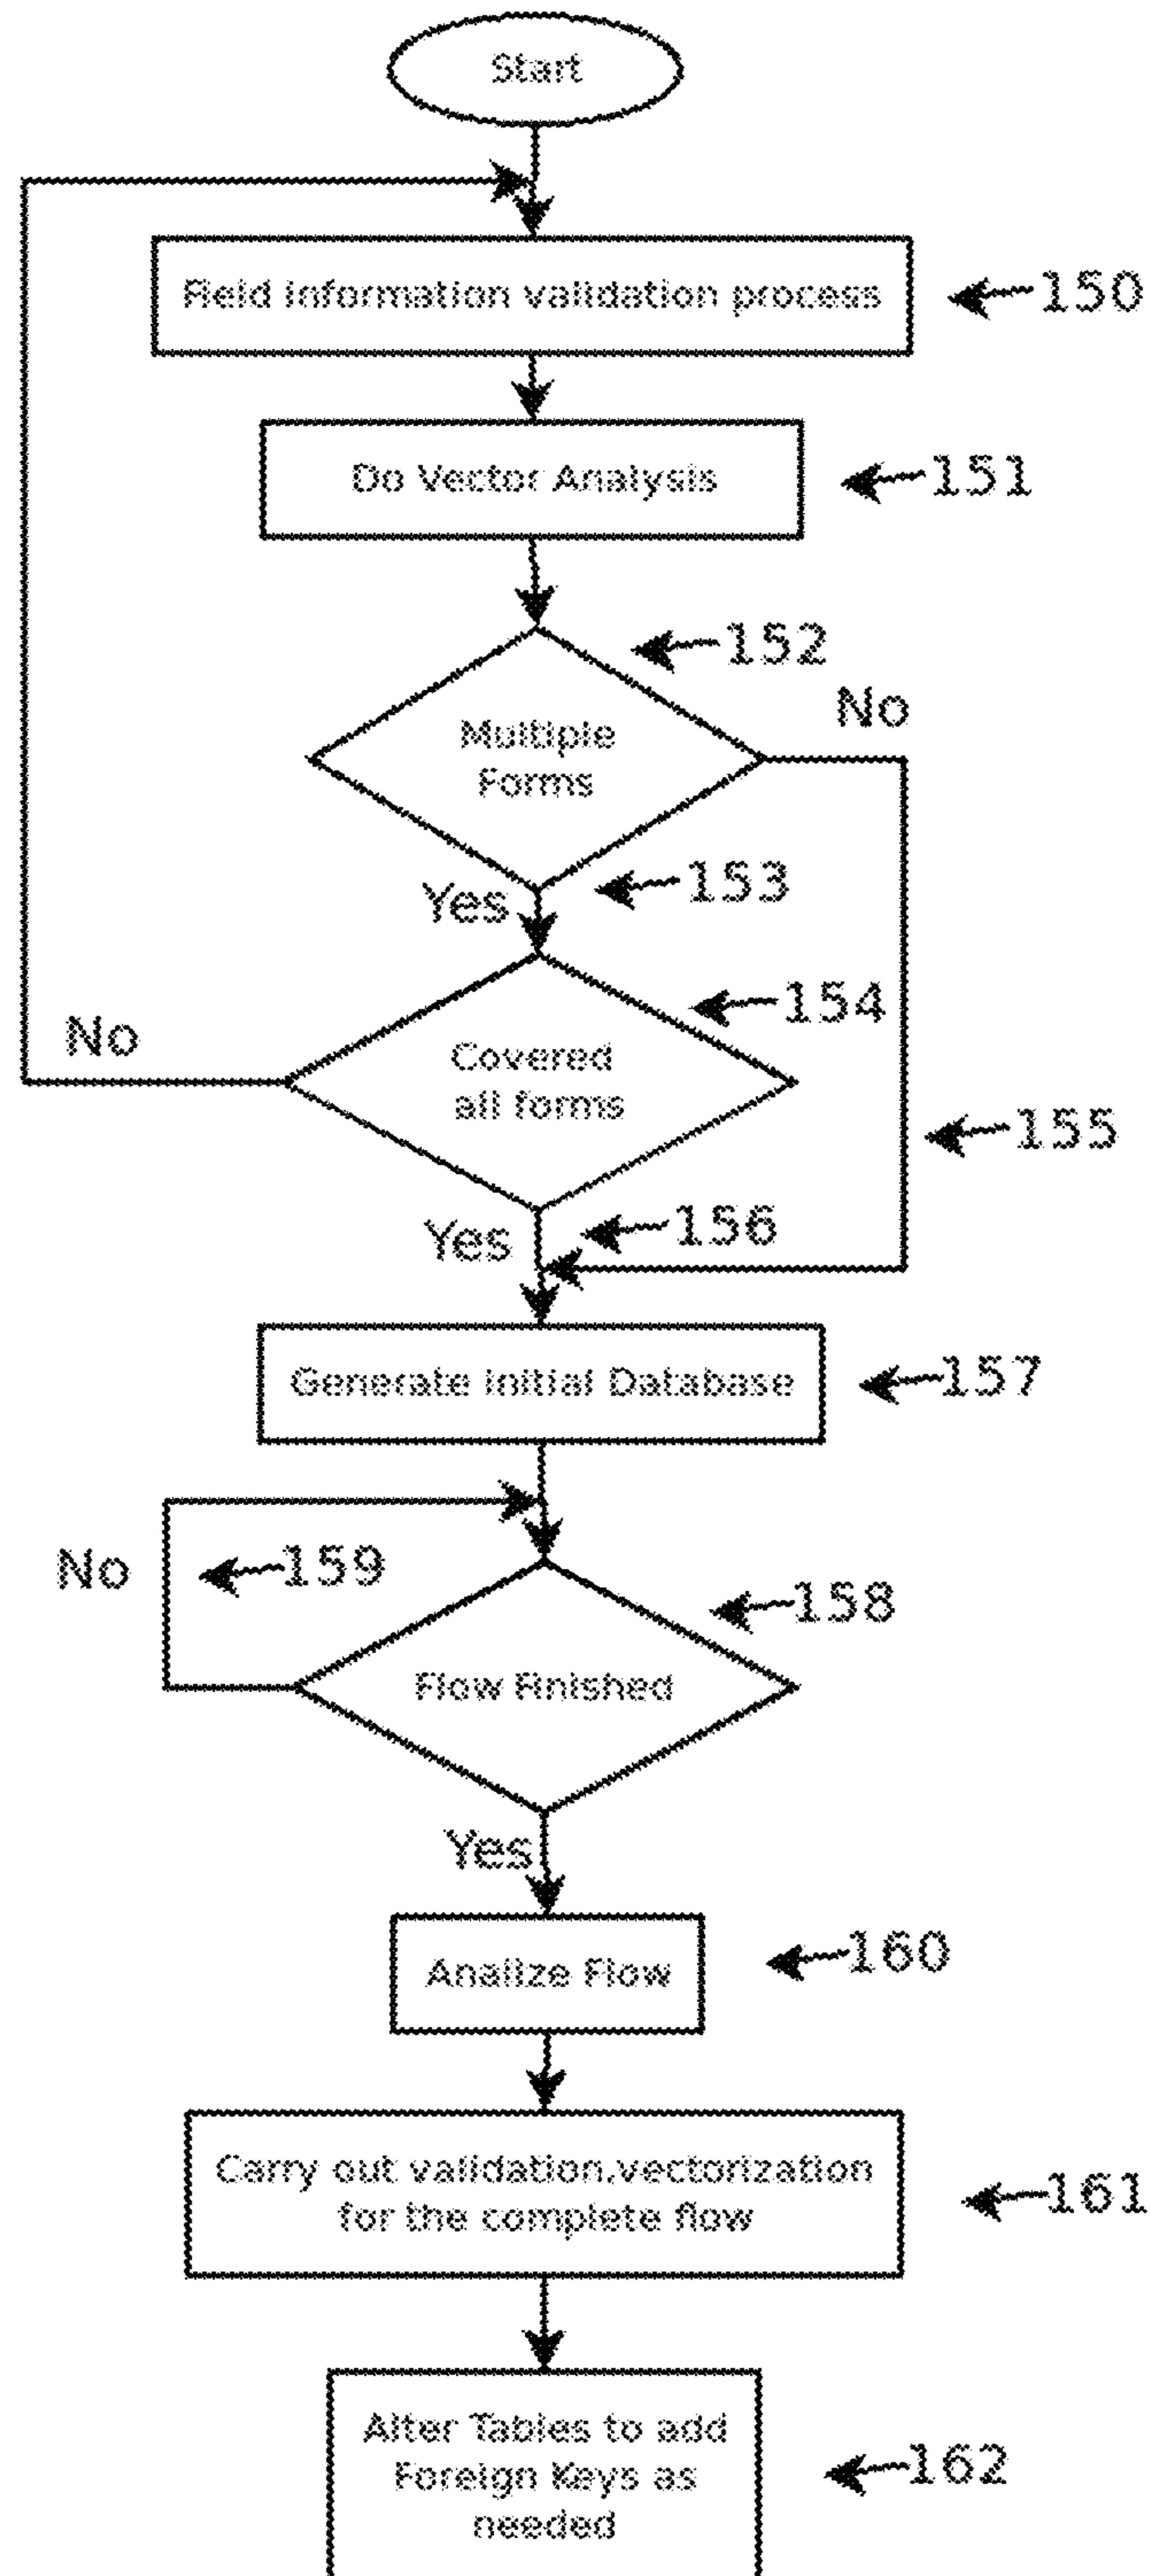 Start
Field information validation process
150
Do Vector Analysis
151
152
No
Multiple
Forms
153
Yes
154
No
Covered
all forms
155
156
Yes
Generate initial Database
157
No
159
158
Flow Finished
Yes
Analize Flow
160
Carry out validation,vectorization
for the complete flow
161
Alter Tables to add
Foreign Keys as
needed
162